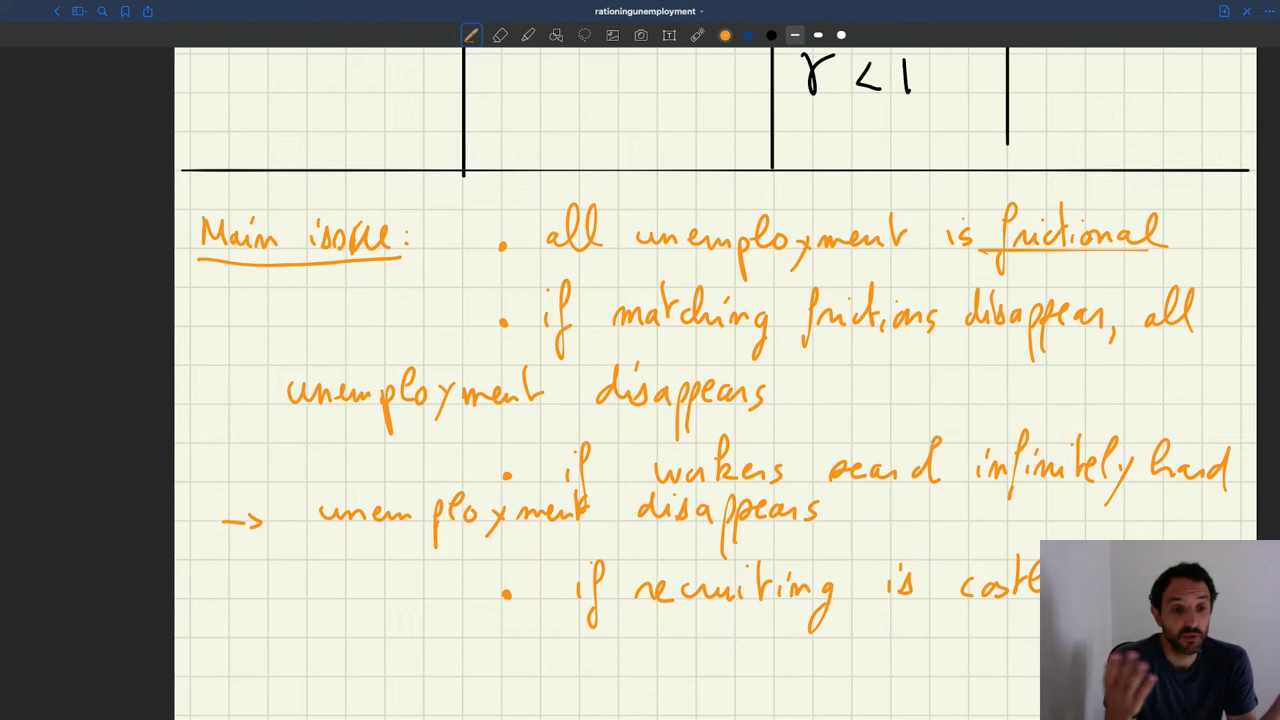 rationingunemployment
γ < 1
Main issue: • all unemployment is frictional
• if matching frictions disappear, all
unemployment disappears
• if workers search infinitely hard
→ unemployment disappears
• if recruiting is